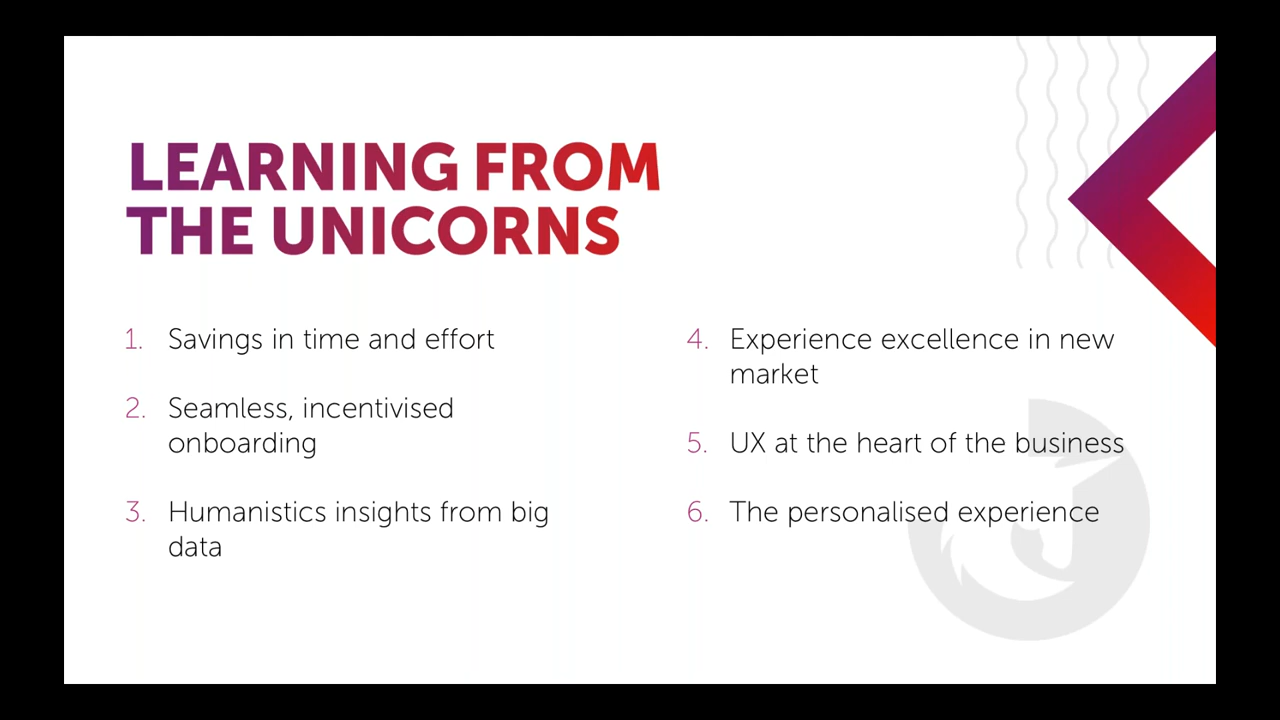 LEARNING FROM
THE UNICORNS
1. Savings in time and effort
2. Seamless, incentivised
onboarding
3. Humanistics insights from big
data
4. Experience excellence in new
market
5. UX at the heart of the business
6. The personalised experience